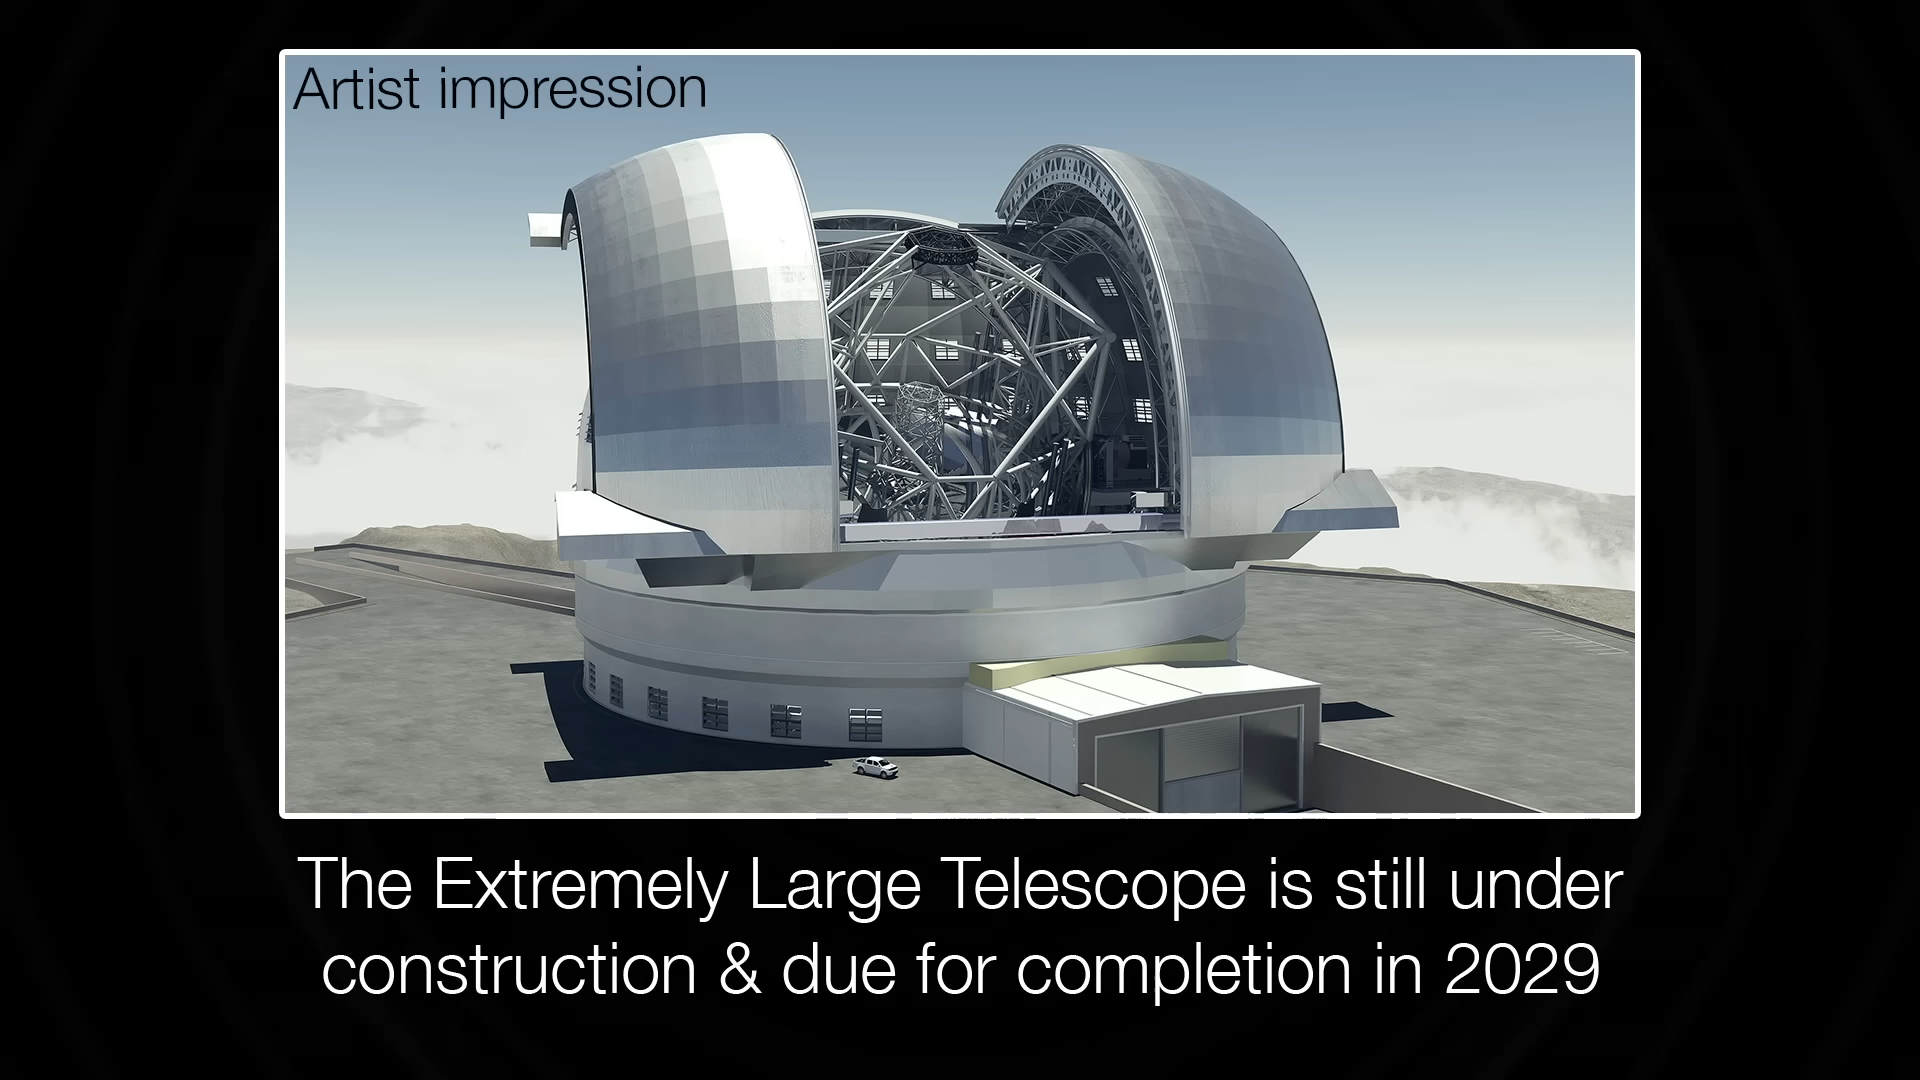 Artist impression
The Extremely Large Telescope is still under
construction & due for completion in 2029